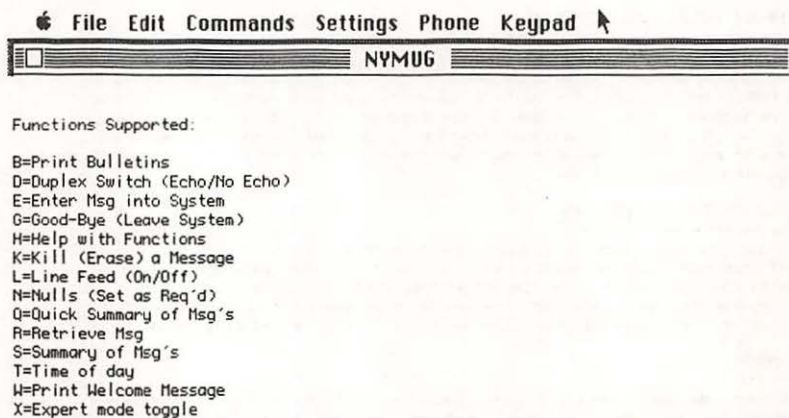 File Edit Commands Settings Phone Keypad
NYMUG
Functions Supported:
B=Print Bulletins
D=Duplex Switch (Echo/No Echo)
E=Enter Msg into System
G=Good-Bye (Leave System)
H=Help with Functions
K=Kill (Erase) a Message
L=Line Feed (On/Off)
N=Nulls (Set as Req'd)
Q=Quick Summary of Msg's
R=Retrieve Msg
S=Summary of Msg's
T=Time of day
W=Print Welcome Message
X=Expert mode toggle